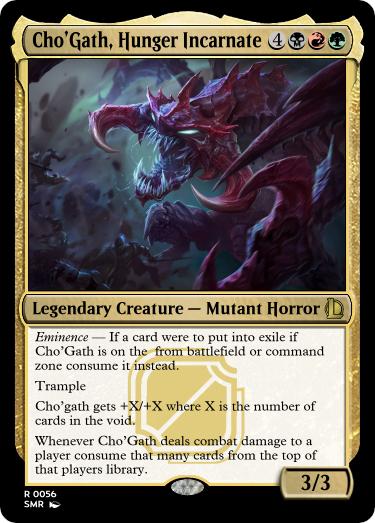 Cho'Gath, Hunger Incarnate 4
Legendary Creature — Mutant Horror
Eminence — If a card were to put into exile if
Cho'Gath is on the from battlefield or command
zone consume it instead.
Trample
Cho'gath gets +X/+X where X is the number of
cards in the void.
Whenever Cho'Gath deals combat damage to a
player consume that many cards from the top of
that players library.
3/3
R 0056
SMR